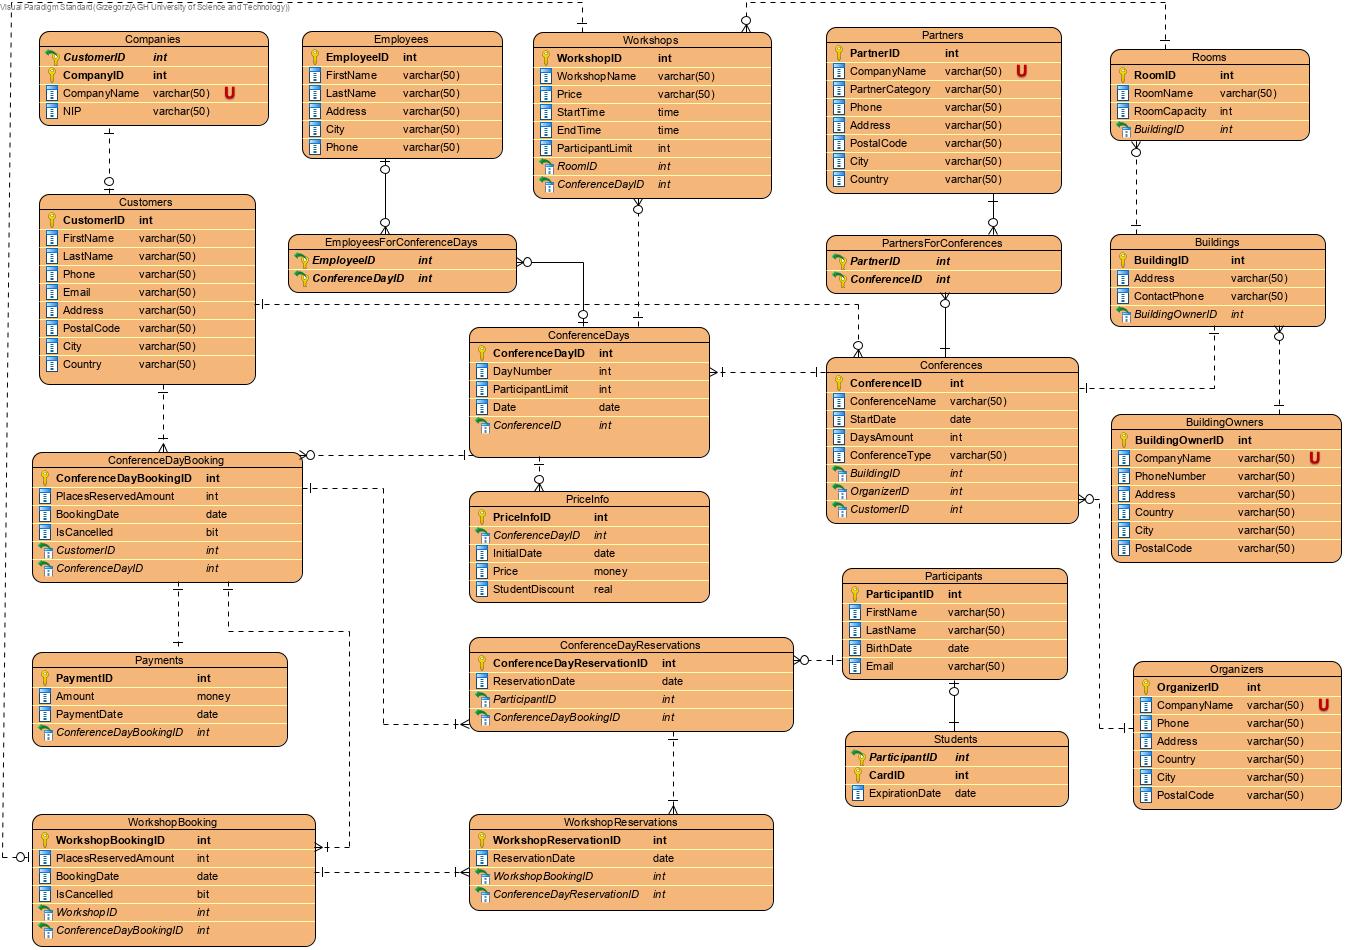 Visual Paradigm Standard(Grzegorz(AGH University of Science and Technology))
Companies
CustomerID int
CompanyID int
CompanyName varchar(50) U
NIP varchar(50)
Employees
EmployeeID int
FirstName varchar(50)
LastName varchar(50)
Address varchar(50)
City varchar(50)
Phone varchar(50)
Workshops
WorkshopID int
WorkshopName varchar(50)
Price varchar(50)
StartTime time
EndTime time
ParticipantLimit int
RoomID int
ConferenceDayID int
Partners
PartnerID int
CompanyName varchar(50) U
PartnerCategory varchar(50)
Phone varchar(50)
Address varchar(50)
PostalCode varchar(50)
City varchar(50)
Country varchar(50)
Rooms
RoomID int
RoomName varchar(50)
RoomCapacity int
BuildingID int
Customers
CustomerID int
FirstName varchar(50)
LastName varchar(50)
Phone varchar(50)
Email varchar(50)
Address varchar(50)
PostalCode varchar(50)
City varchar(50)
Country varchar(50)
EmployeesForConferenceDays
EmployeeID int
ConferenceDayID int
PartnersForConferences
PartnerID int
ConferenceID int
Buildings
BuildingID int
Address varchar(50)
ContactPhone varchar(50)
BuildingOwnerID int
ConferenceDays
ConferenceDayID int
DayNumber int
ParticipantLimit int
Date date
ConferenceID int
Conferences
ConferenceID int
ConferenceName varchar(50)
StartDate date
DaysAmount int
ConferenceType varchar(50)
BuildingID int
OrganizerID int
CustomerID int
BuildingOwners
BuildingOwnerID int
CompanyName varchar(50) U
PhoneNumber varchar(50)
Address varchar(50)
Country varchar(50)
City varchar(50)
PostalCode varchar(50)
ConferenceDayBooking
ConferenceDayBookingID int
PlacesReservedAmount int
BookingDate date
IsCancelled bit
CustomerID int
ConferenceDayID int
PriceInfo
PriceInfoID int
ConferenceDayID int
InitialDate date
Price money
StudentDiscount real
Participants
ParticipantID int
FirstName varchar(50)
LastName varchar(50)
BirthDate date
Email varchar(50)
Payments
PaymentID int
Amount money
PaymentDate date
ConferenceDayBookingID int
ConferenceDayReservations
ConferenceDayReservationID int
ReservationDate date
ParticipantID int
ConferenceDayBookingID int
Organizers
OrganizerID int
CompanyName varchar(50) U
Phone varchar(50)
Address varchar(50)
Country varchar(50)
City varchar(50)
PostalCode varchar(50)
Students
ParticipantID int
CardID int
ExpirationDate date
WorkshopBooking
WorkshopBookingID int
PlacesReservedAmount int
BookingDate date
IsCancelled bit
WorkshopID int
ConferenceDayBookingID int
WorkshopReservations
WorkshopReservationID int
ReservationDate date
WorkshopBookingID int
ConferenceDayReservationID int